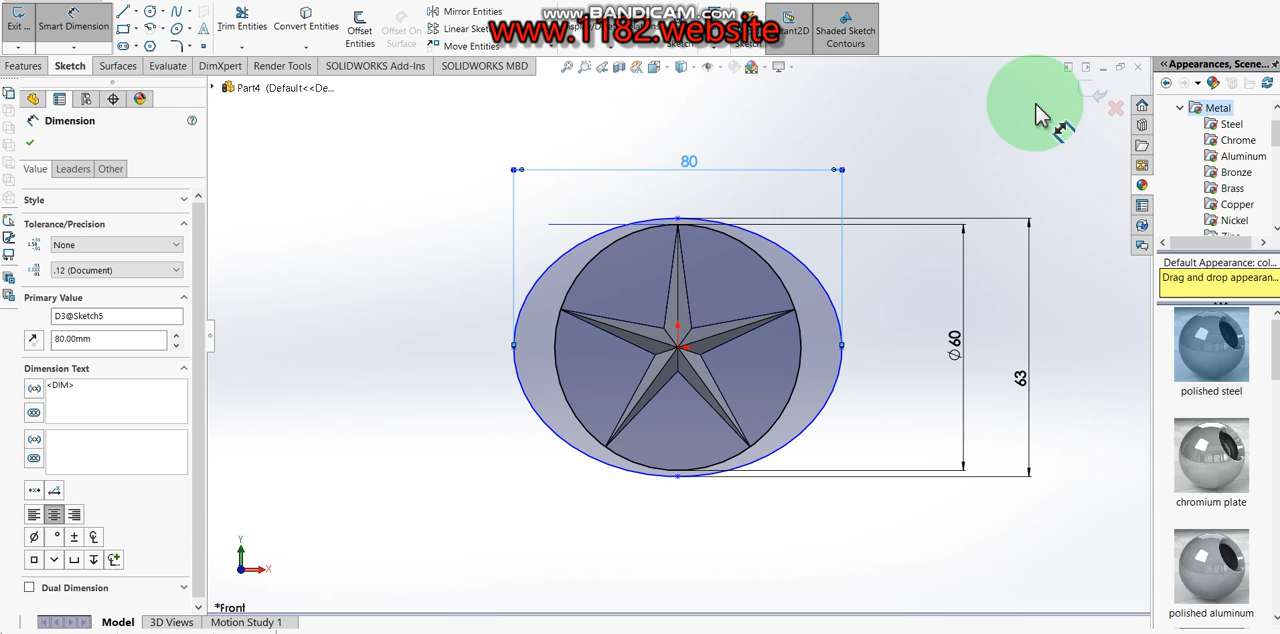 www.BANDICAM.com
www.1182.website
Exit ...
Smart Dimension
Trim Entities
Convert Entities
Offset Entities
Offset On Surface
Mirror Entities
Linear Sketc
Move Entities
Shaded Sketch Contours
Features
Sketch
Surfaces
Evaluate
DimXpert
Render Tools
SOLIDWORKS Add-Ins
SOLIDWORKS MBD
Part4 (Default<<De...
Appearances, Scene...
Dimension
Value
Leaders
Other
Style
Tolerance/Precision
None
.12 (Document)
Primary Value
D3@Sketch5
80.00mm
Dimension Text
<DIM>
Dual Dimension
80
Ø60
63
Y
X
*Front
Model
3D Views
Motion Study 1
Metal
Steel
Chrome
Aluminum
Bronze
Brass
Copper
Nickel
Default Appearance: col...
Drag and drop appearan...
polished steel
chromium plate
polished aluminum